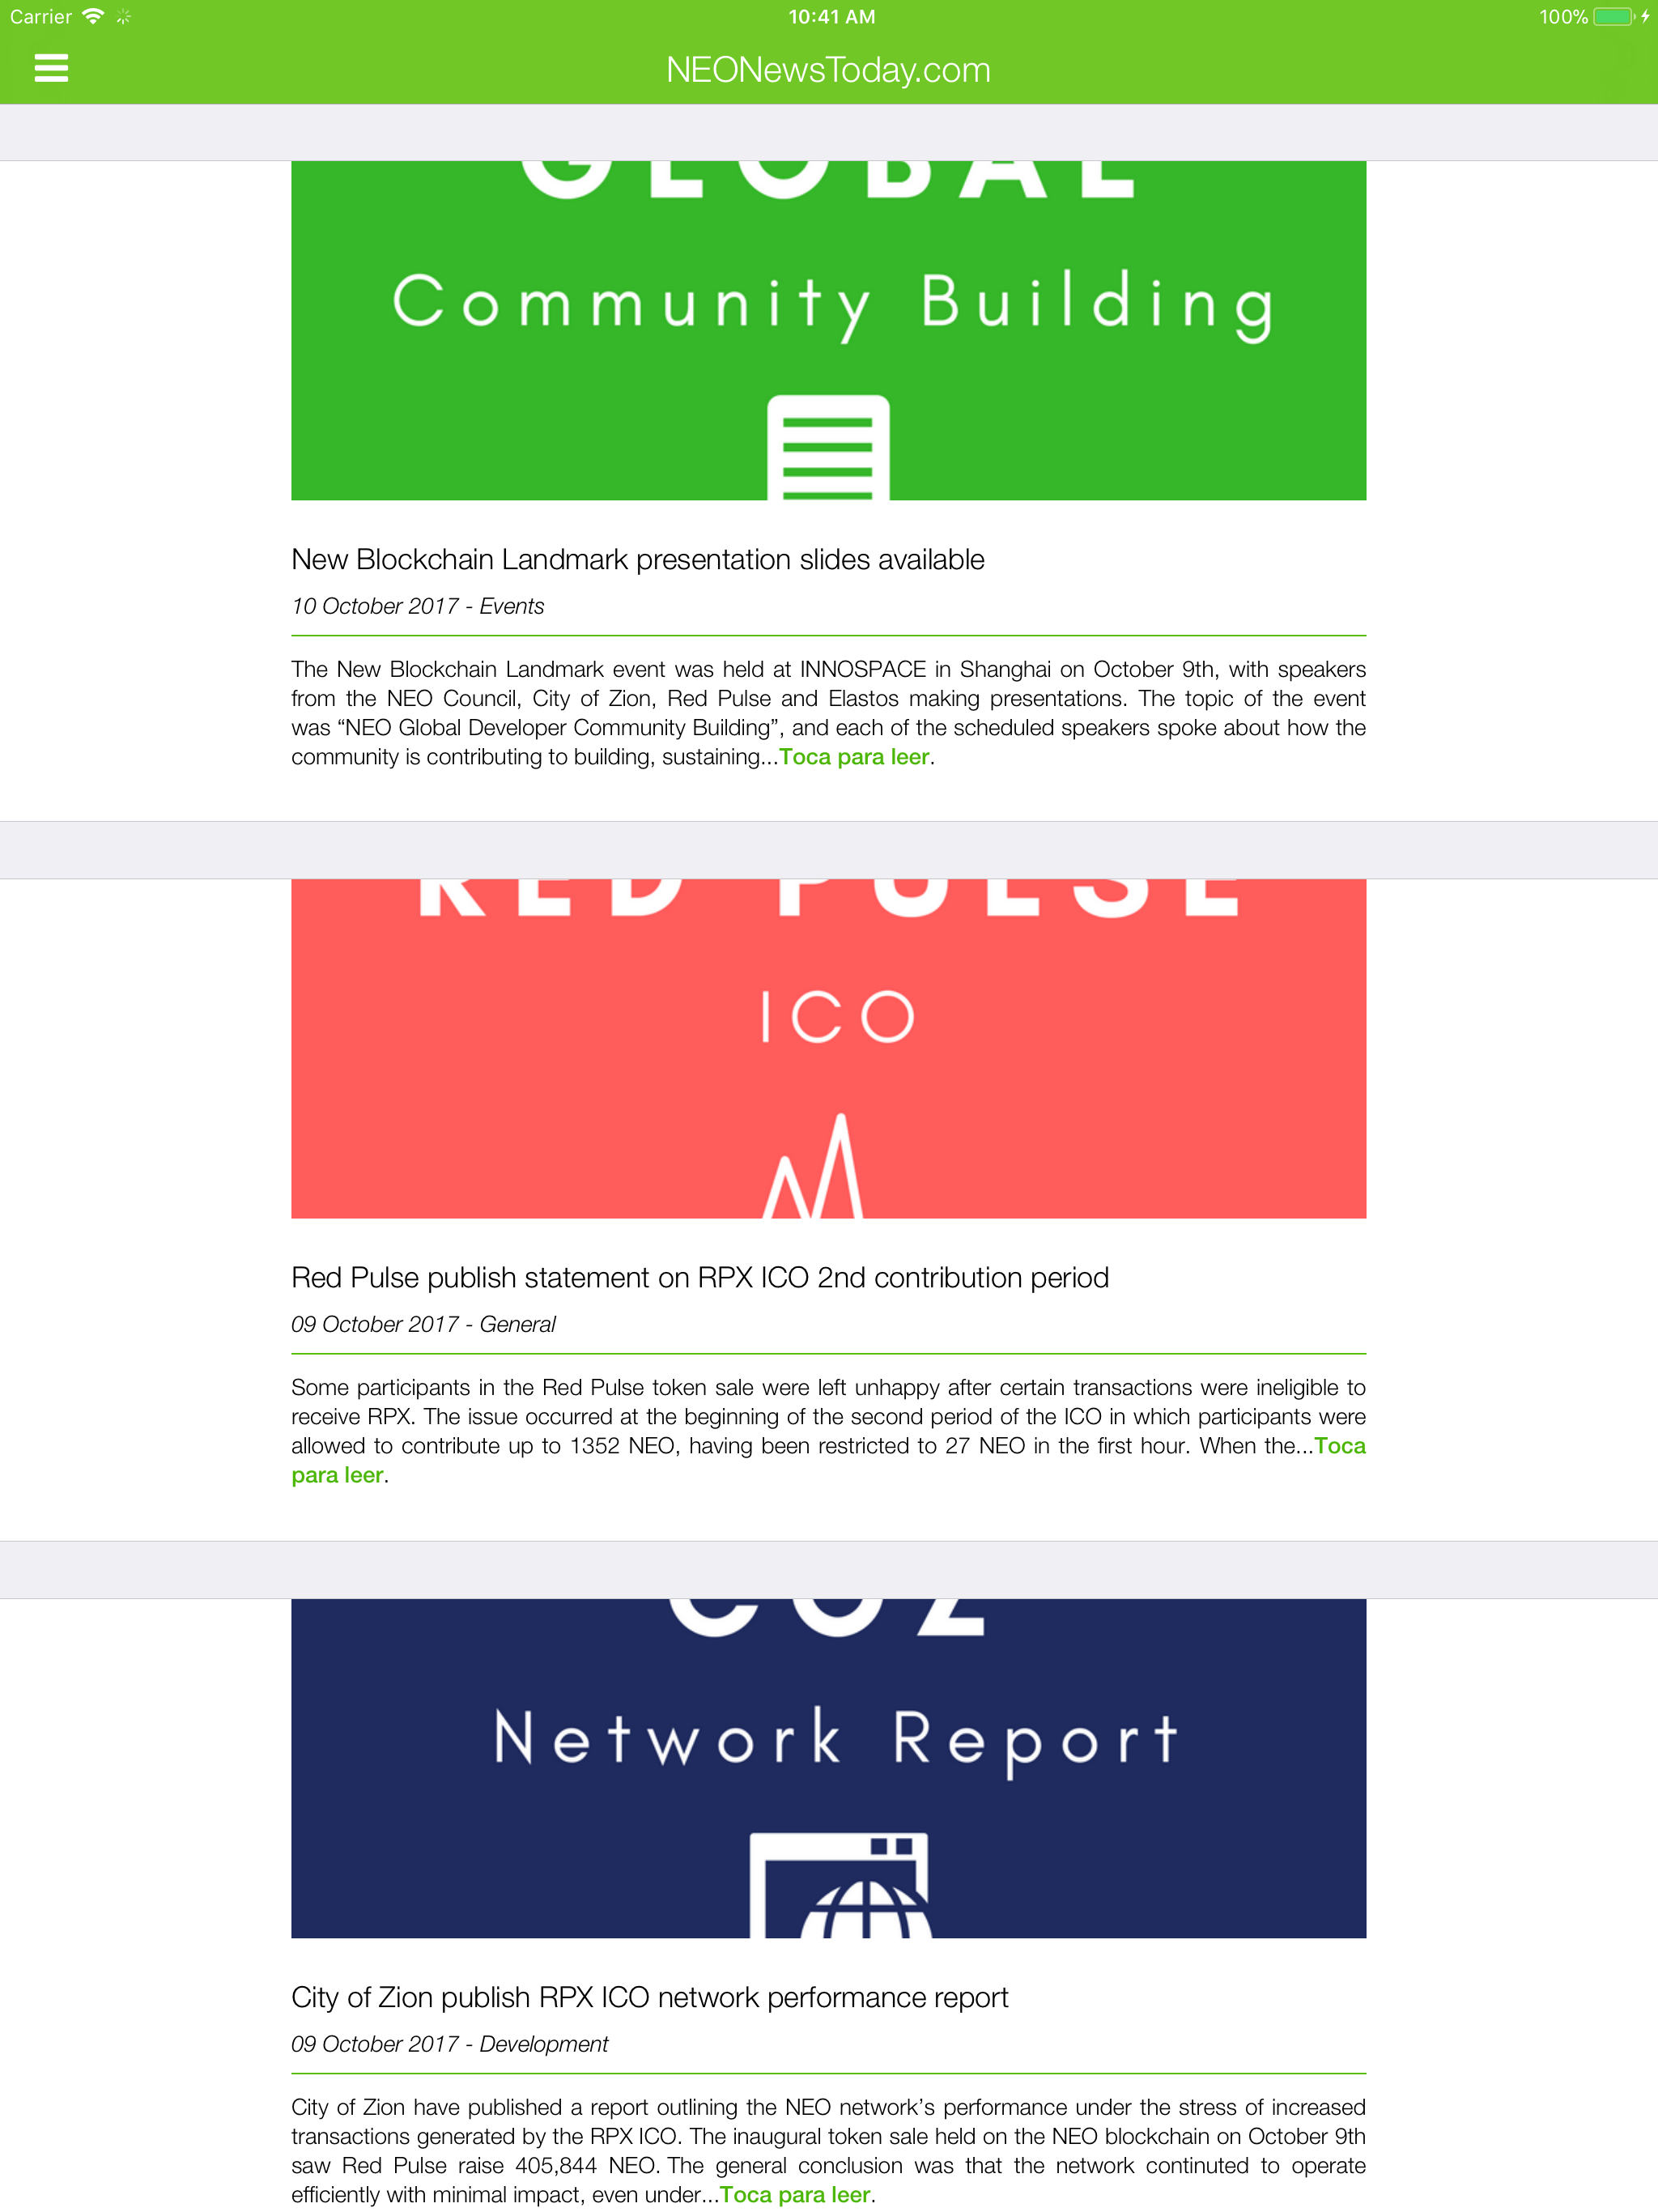 Carrier
10:41 AM
100%
NEONewsToday.com
GLOBAL
Community Building
New Blockchain Landmark presentation slides available
10 October 2017 - Events
The New Blockchain Landmark event was held at INNOSPACE in Shanghai on October 9th, with speakers
from the NEO Council, City of Zion, Red Pulse and Elastos making presentations. The topic of the event
was “NEO Global Developer Community Building”, and each of the scheduled speakers spoke about how the
community is contributing to building, sustaining...Toca para leer.
RED PULSE
ICO
Red Pulse publish statement on RPX ICO 2nd contribution period
09 October 2017 - General
Some participants in the Red Pulse token sale were left unhappy after certain transactions were ineligible to
receive RPX. The issue occurred at the beginning of the second period of the ICO in which participants were
allowed to contribute up to 1352 NEO, having been restricted to 27 NEO in the first hour. When the...Toca
para leer.
COZ
Network Report
City of Zion publish RPX ICO network performance report
09 October 2017 - Development
City of Zion have published a report outlining the NEO network’s performance under the stress of increased
transactions generated by the RPX ICO. The inaugural token sale held on the NEO blockchain on October 9th
saw Red Pulse raise 405,844 NEO. The general conclusion was that the network continuted to operate
efficiently with minimal impact, even under...Toca para leer.